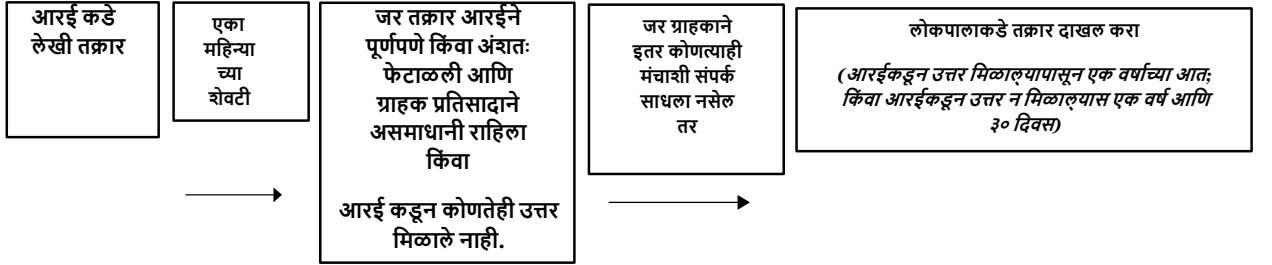 आरई कडे
लेखी तक्रार
एका
महिन्या
च्या
शेवटी
जर तक्रार आरईने
पूर्णपणे किंवा अंशतः
फेटाळली आणि
ग्राहक प्रतिसादाने
असमाधानी राहिला
किंवा
आरई कडून कोणतेही उत्तर
मिळाले नाही.
जर ग्राहकाने
इतर कोणत्याही
मंचाशी संपर्क
साधला नसेल
तर
लोकपालाकडे तक्रार दाखल करा
(आरईकडून उत्तर मिळाल्यापासून एक वर्षाच्या आत;
किंवा आरईकडून उत्तर न मिळाल्यास एक वर्ष आणि
३० दिवस)